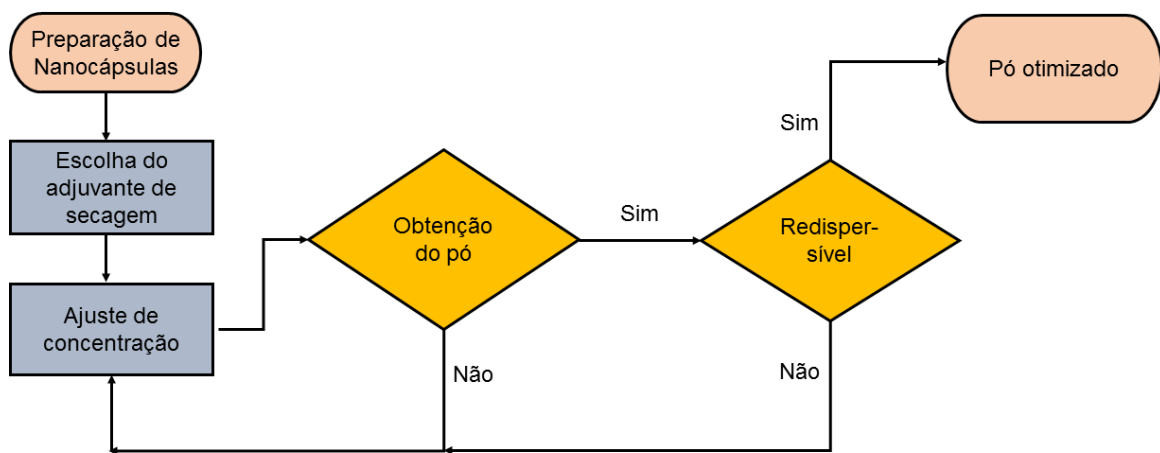 Preparação de
Nanocápsulas
Escolha do
adjuvante de
secagem
Ajuste de
concentração
Obtenção
do pó
Sim
Não
Redisper-
sível
Sim
Não
Pó otimizado